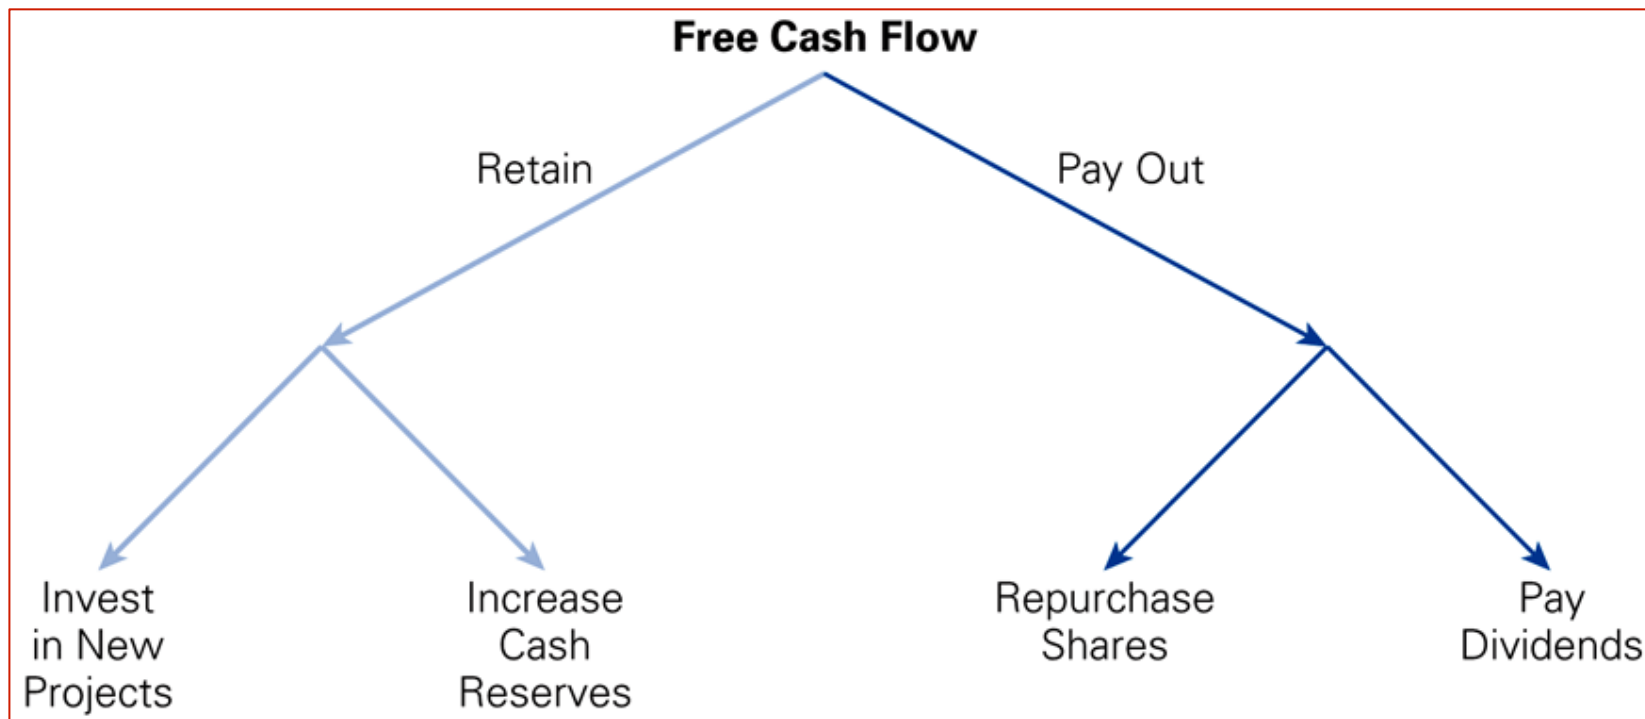 Free Cash Flow
Retain
Pay Out
Invest
in New
Projects
Increase
Cash
Reserves
Repurchase
Shares
Pay
Dividends